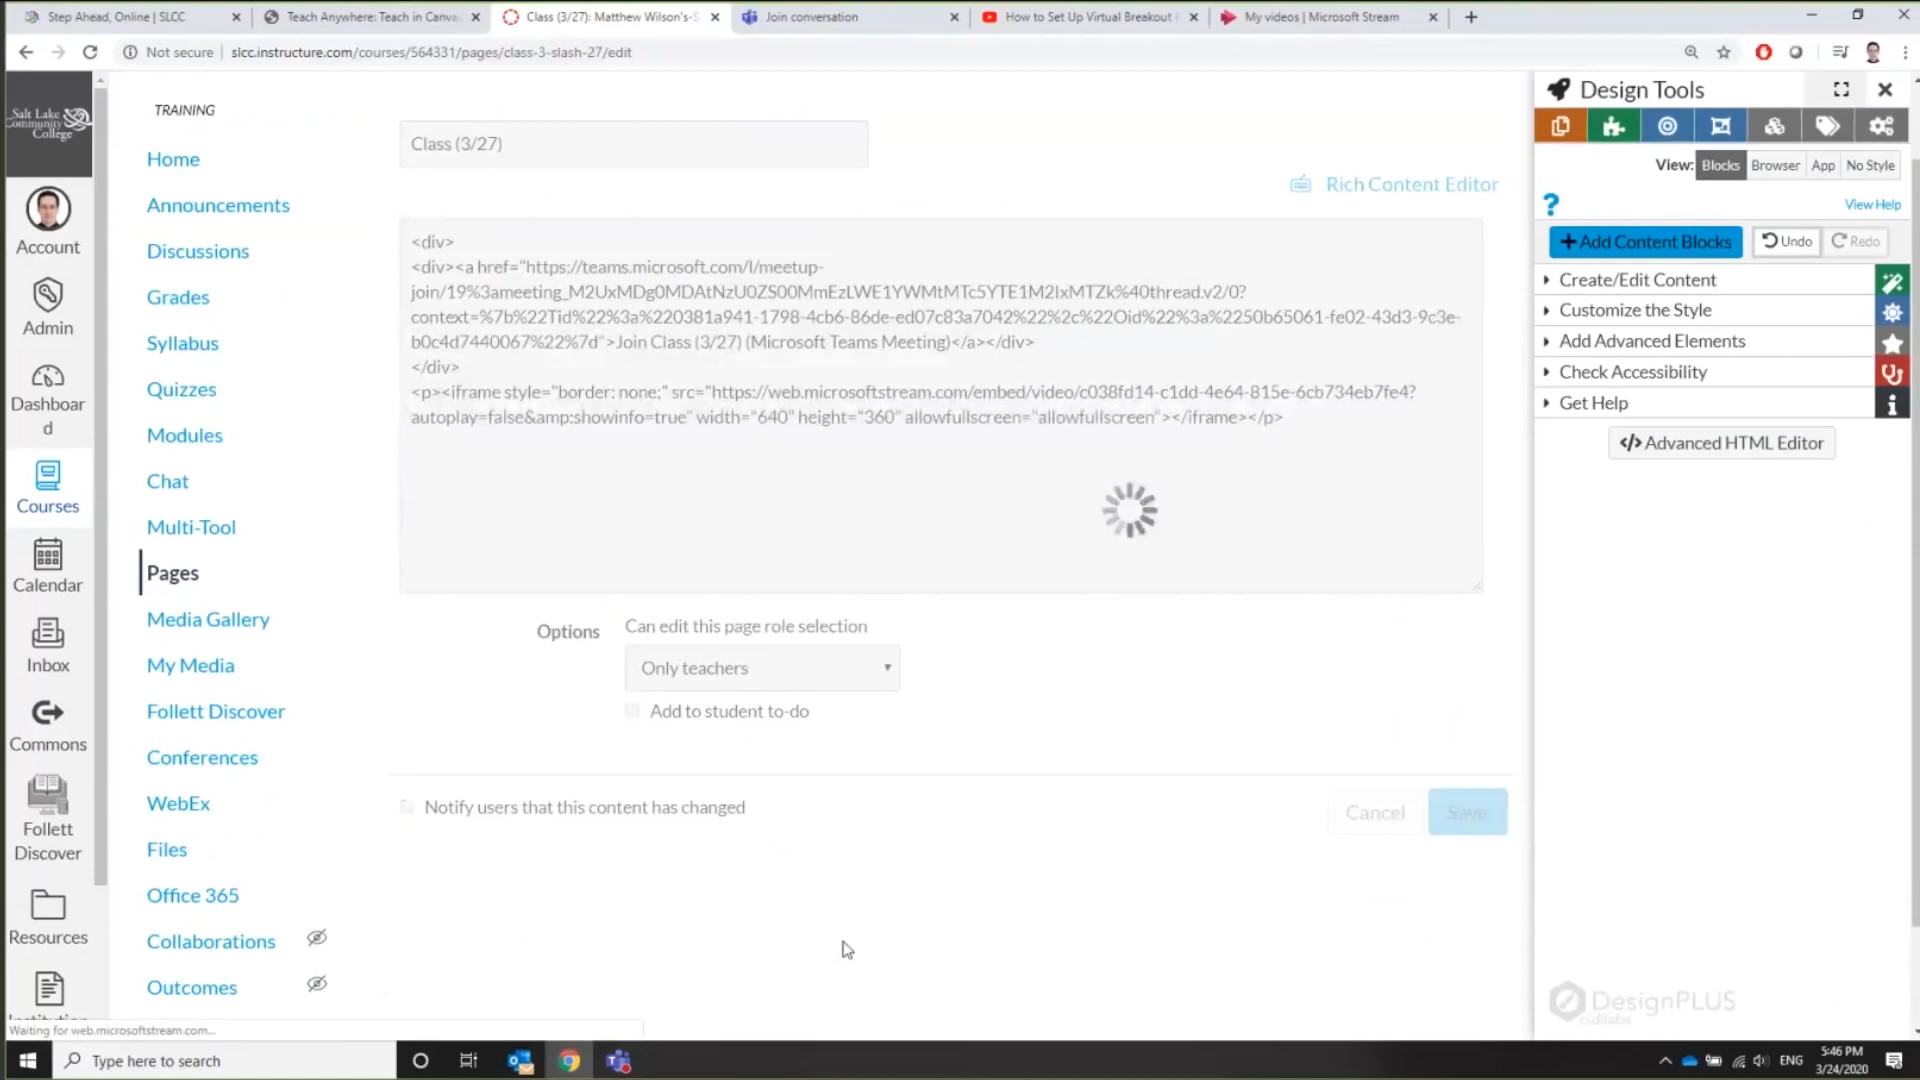 Step Ahead, Online | SLCC
Teach Anywhere: Teach in Canva
Class (3/27): Matthew Wilson's-S
Join conversation
How to Set Up Virtual Breakout
My videos | Microsoft Stream
Not secure
slcc.instructure.com/courses/564331/pages/class-3-slash-27/edit
Salt Lake
Community
College
Account
Admin
Dashboar
d
Courses
Calendar
Inbox
Commons
Follett
Discover
Resources
TRAINING
Home
Announcements
Discussions
Grades
Syllabus
Quizzes
Modules
Chat
Multi-Tool
Pages
Media Gallery
My Media
Follett Discover
Conferences
WebEx
Files
Office 365
Collaborations
Outcomes
Class (3/27)
Rich Content Editor
<div>
<div><a href="https://teams.microsoft.com/l/meetup-
join/19%3ameeting_M2UxMDg0MDAtNzU0ZS00MmEzLWE1YWMtMTc5YTE1M2IxMTZk%40thread.v2/0?
context=%7b%22Tid%22%3a%220381a941-1798-4cb6-86de-ed07c83a7042%22%2c%22Oid%22%3a%2250b65061-fe02-43d3-9c3e-
b0c4d7440067%22%7d">Join Class (3/27) (Microsoft Teams Meeting)</a></div>
</div>
<p><iframe style="border: none;" src="https://web.microsoftstream.com/embed/video/c038fd14-c1dd-4e64-815e-6cb734eb7fe4?
autoplay=false&amp;showinfo=true" width="640" height="360" allowfullscreen="allowfullscreen"></iframe></p>
Options
Can edit this page role selection
Only teachers
Add to student to-do
Notify users that this content has changed
Cancel
Save
Design Tools
View: Blocks Browser App No Style
?
View Help
+Add Content Blocks
Undo
Redo
Create/Edit Content
Customize the Style
Add Advanced Elements
Check Accessibility
Get Help
</> Advanced HTML Editor
DesignPLUS
cidilabs
Waiting for web.microsoftstream.com...
Type here to search
ENG
5:46 PM
3/24/2020